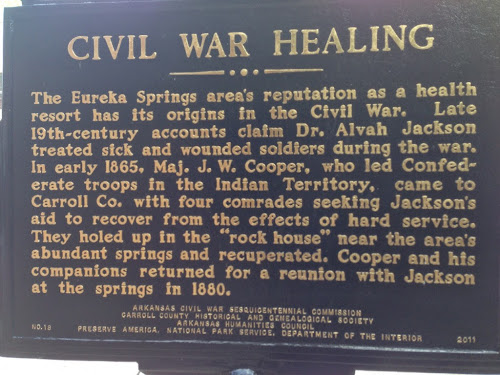 CIVIL WAR HEALING
The Eureka Springs area's reputation as a health
resort has its origins in the Civil War. Late
19th-century accounts claim Dr. Alvah Jackson
treated sick and wounded soldiers during the war.
In early 1865, Maj. J. W. Cooper, who led Confed-
erate troops in the Indian Territory, came to
Carroll Co. with four comrades seeking Jackson's
aid to recover from the effects of hard service.
They holed up in the "rock house" near the area's
abundant springs and recuperated. Cooper and his
companions returned for a reunion with Jackson
at the springs in 1880.
ARKANSAS CIVIL WAR SESQUICENTENNIAL COMMISSION
CARROLL COUNTY HISTORICAL AND GENEALOGICAL SOCIETY
ARKANSAS HUMANITIES COUNCIL
NO.18 PRESERVE AMERICA, NATIONAL PARK SERVICE, DEPARTMENT OF THE INTERIOR 2011